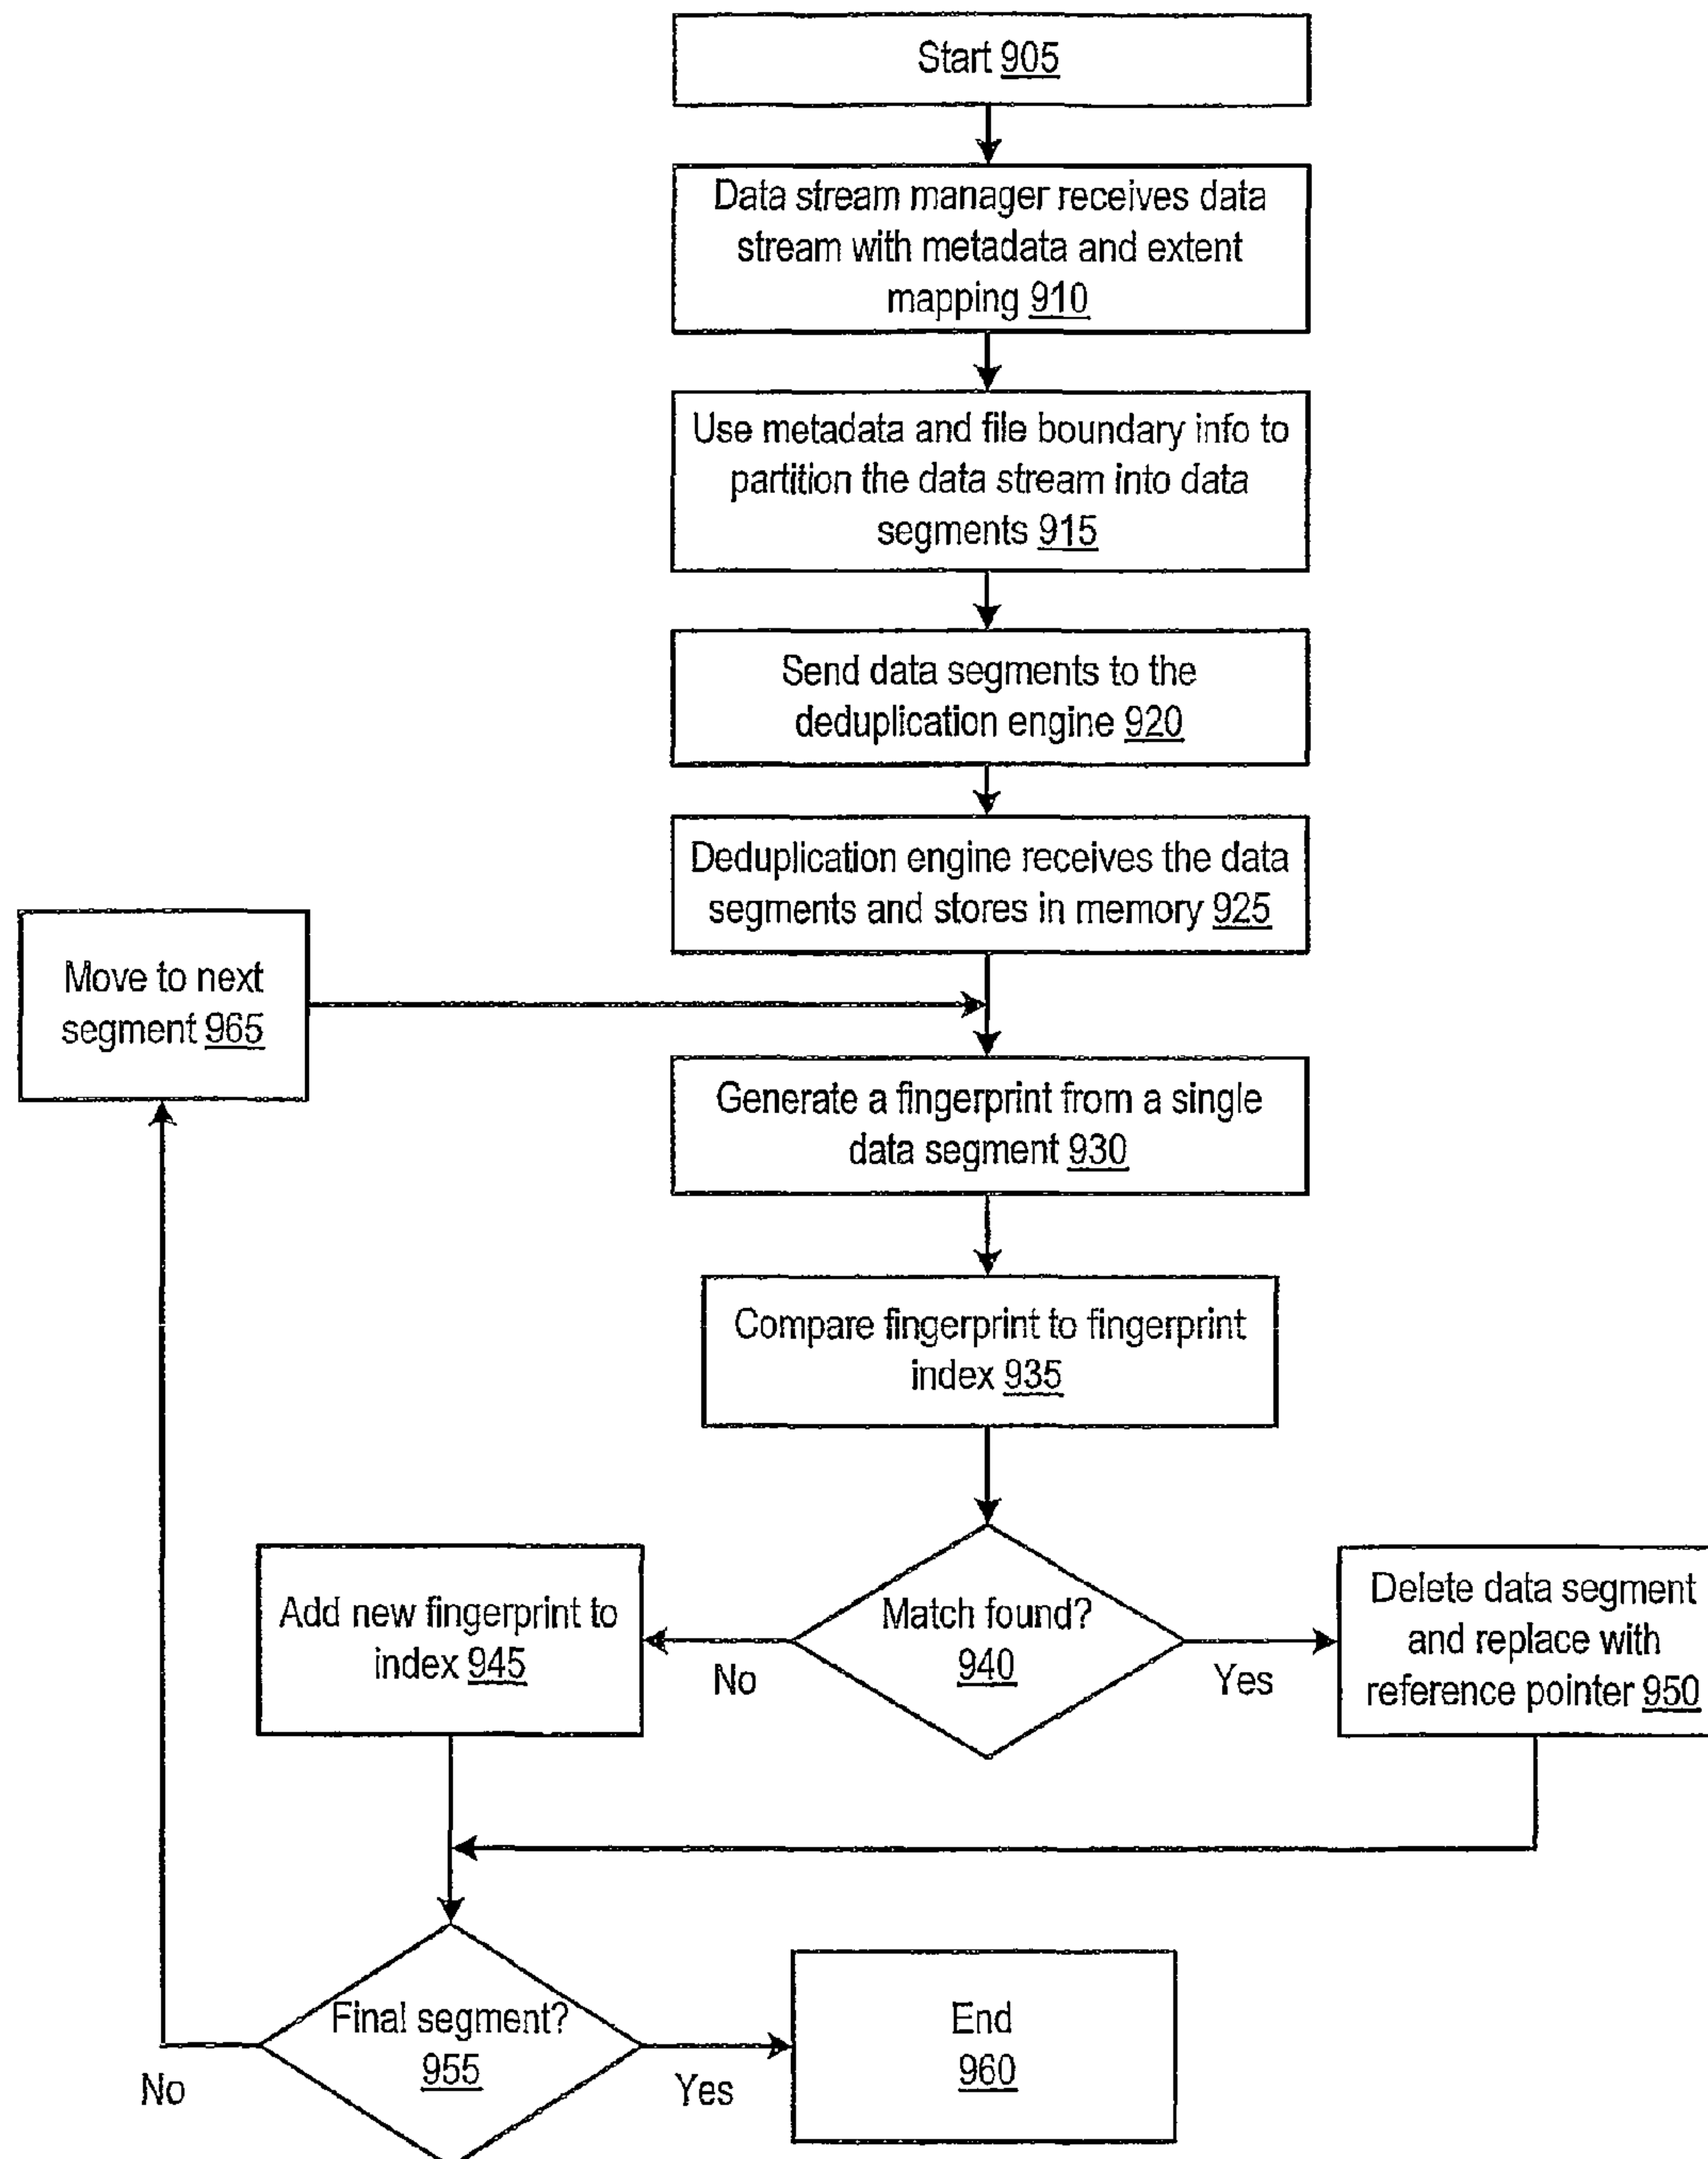 Start 905
Data stream manager receives data
stream with metadata and extent
mapping 910
Use metadata and file boundary info to
partition the data stream into data
segments 915
Send data segments to the
deduplication engine 920
Deduplication engine receives the data
segments and stores in memory 925
Move to next
segment 965
Generate a fingerprint from a single
data segment 930
Compare fingerprint to fingerprint
index 935
Add new fingerprint to
index 945
No
Match found?
940
Yes
Delete data segment
and replace with
reference pointer 950
No
Final segment?
955
Yes
End
960